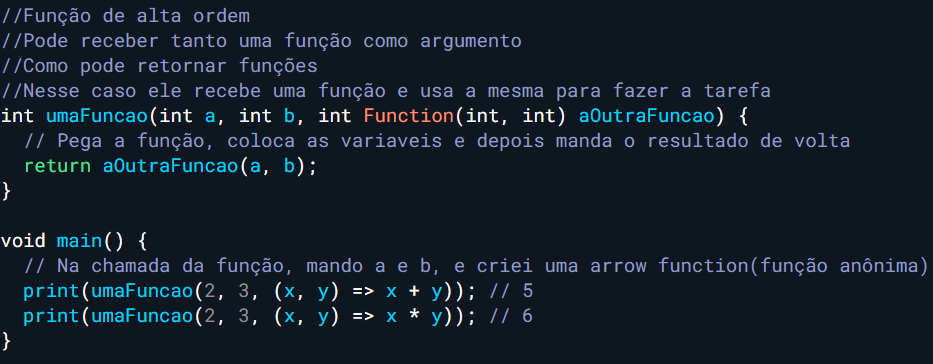 //Função de alta ordem
//Pode receber tanto uma função como argumento
//Como pode retornar funções
//Nesse caso ele recebe uma função e usa a mesma para fazer a tarefa
int umaFuncao(int a, int b, int Function(int, int) aOutraFuncao) {
  // Pega a função, coloca as variaveis e depois manda o resultado de volta
  return aOutraFuncao(a, b);
}

void main() {
  // Na chamada da função, mando a e b, e criei uma arrow function(função anônima)
  print(umaFuncao(2, 3, (x, y) => x + y)); // 5
  print(umaFuncao(2, 3, (x, y) => x * y)); // 6
}